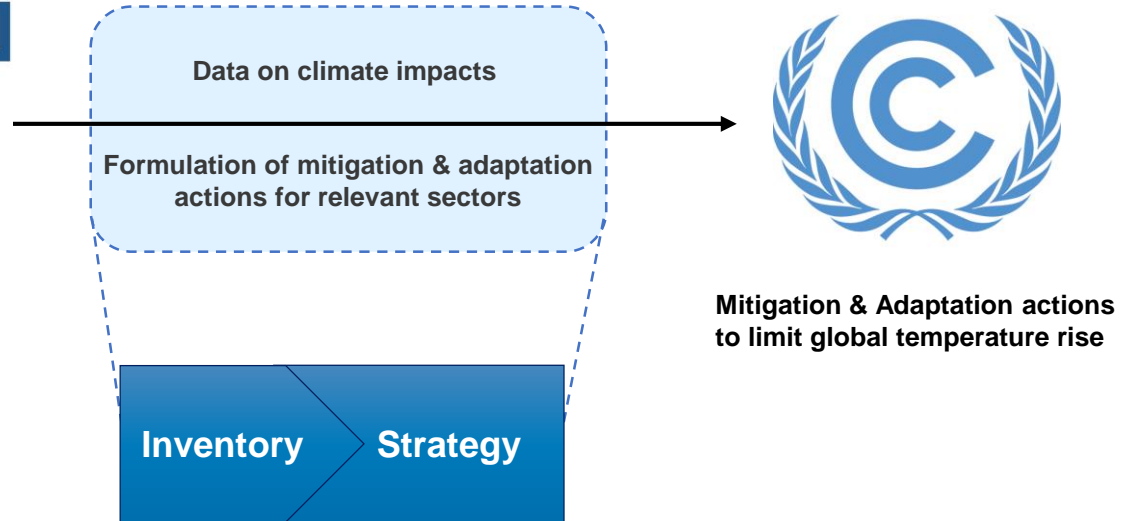 Data on climate impacts
Formulation of mitigation & adaptation
actions for relevant sectors
Mitigation & Adaptation actions
to limit global temperature rise
Inventory
Strategy